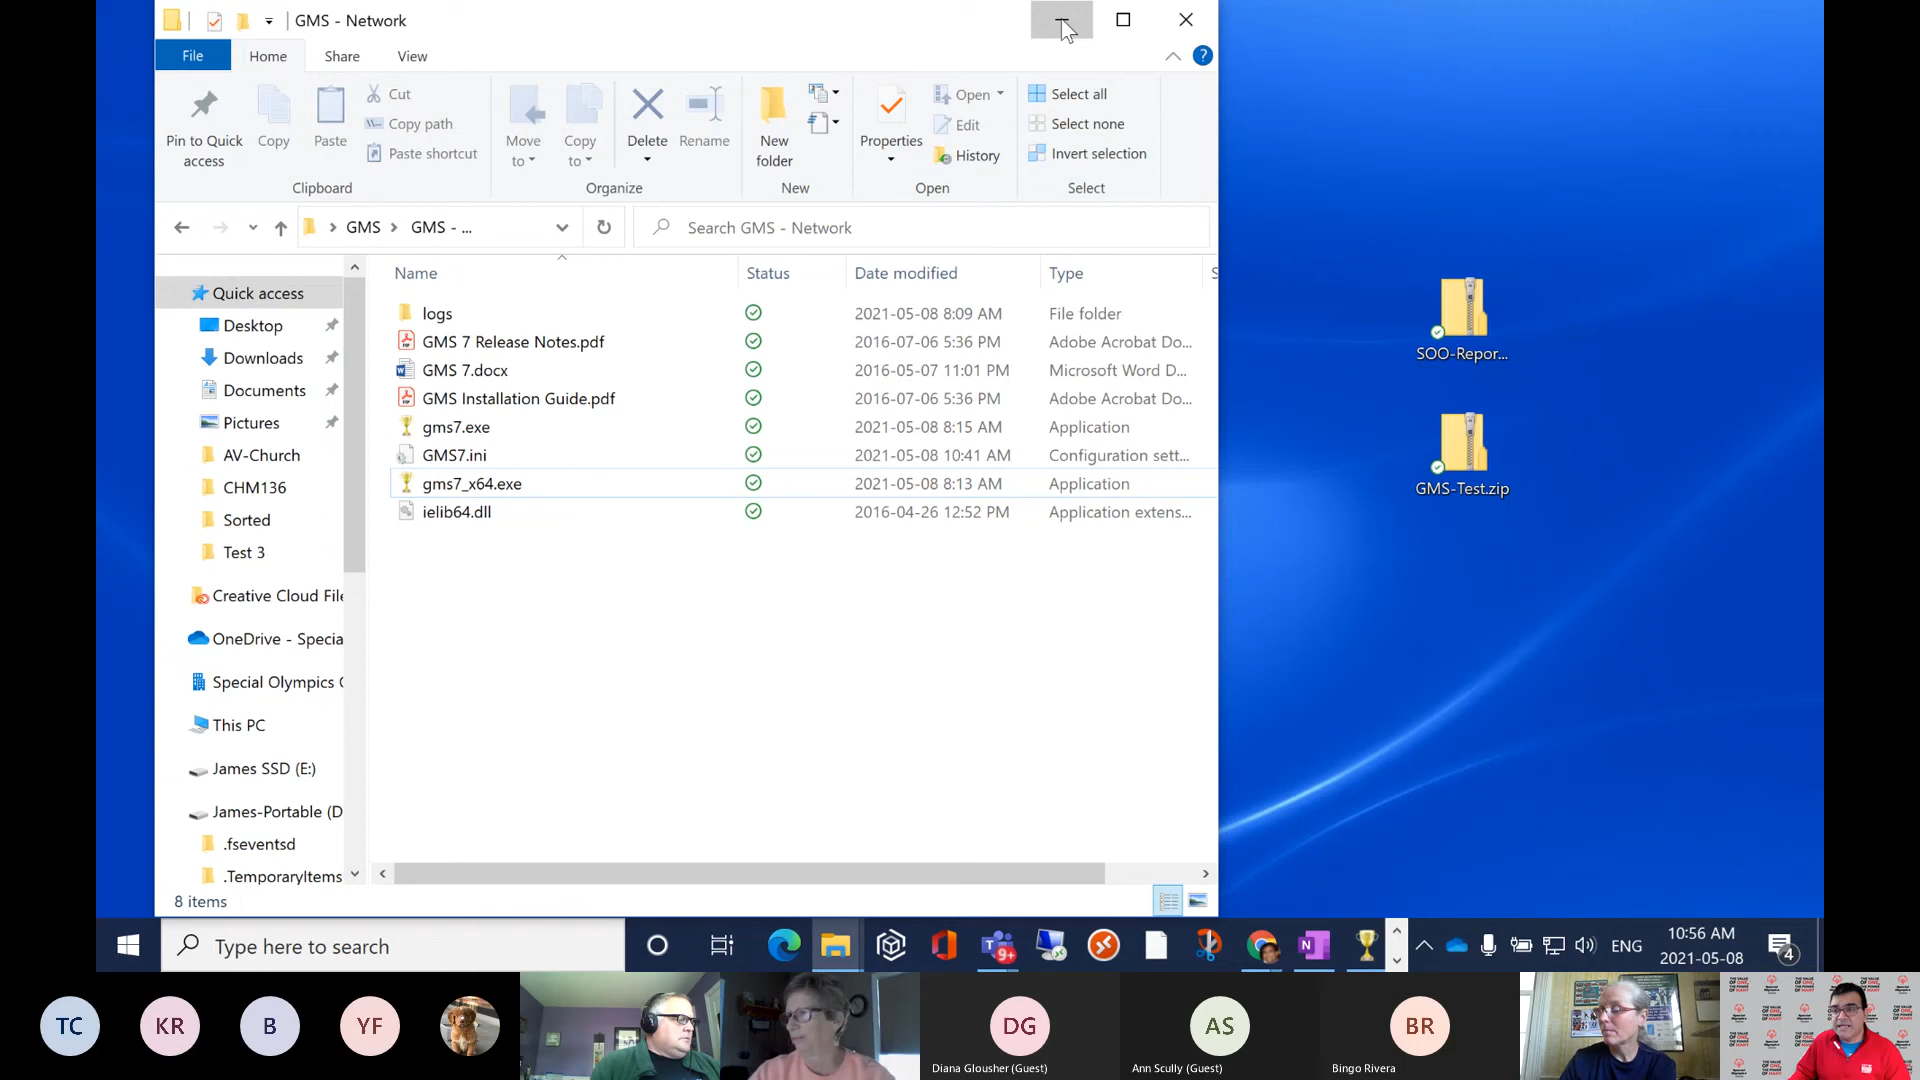 GMS - Network
File
Home
Share
View
?
Pin to Quick access
Copy
Paste
Cut
Copy path
Paste shortcut
Clipboard
Move to
Copy to
Delete
Rename
Organize
New folder
New
Properties
Open
Edit
History
Open
Select all
Select none
Invert selection
Select
GMS
GMS - ...
Search GMS - Network
Name
Status
Date modified
Type
S
Quick access
Desktop
Downloads
Documents
Pictures
AV-Church
CHM136
Sorted
Test 3
Creative Cloud File
OneDrive - Specia
Special Olympics
This PC
James SSD (E:)
James-Portable (D
.fseventsd
.TemporaryItems
logs 2021-05-08 8:09 AM File folder
GMS 7 Release Notes.pdf 2016-07-06 5:36 PM Adobe Acrobat Do...
GMS 7.docx 2016-05-07 11:01 PM Microsoft Word D...
GMS Installation Guide.pdf 2016-07-06 5:36 PM Adobe Acrobat Do...
gms7.exe 2021-05-08 8:15 AM Application
GMS7.ini 2021-05-08 10:41 AM Configuration sett...
gms7_x64.exe 2021-05-08 8:13 AM Application
ielib64.dll 2016-04-26 12:52 PM Application extens...
8 items
SOO-Repor...
GMS-Test.zip
Type here to search
9+
ENG
10:56 AM
2021-05-08
4
TC
KR
B
YF
DG
Diana Glousher (Guest)
AS
Ann Scully (Guest)
BR
Bingo Rivera